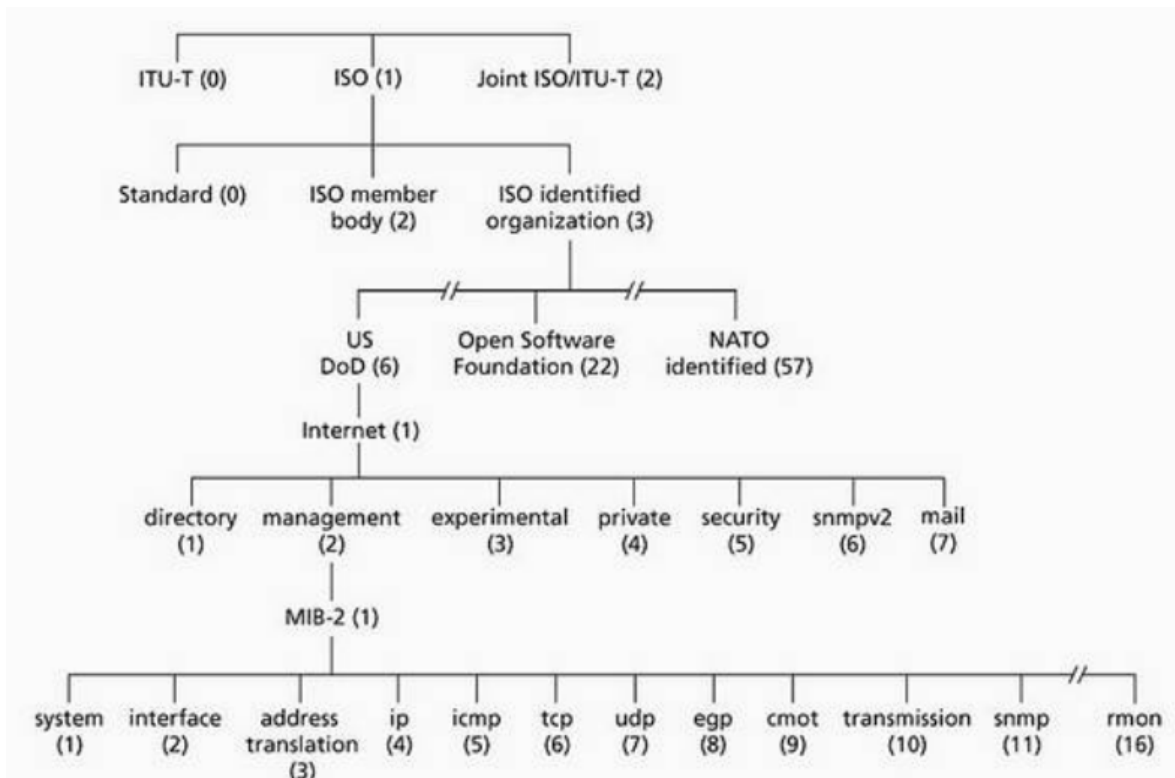 ITU-T (0) ISO (1) Joint ISO/ITU-T (2)
Standard (0) ISO member body (2) ISO identified organization (3)
US DoD (6) Open Software Foundation (22) NATO identified (57)
Internet (1)
directory (1) management (2) experimental (3) private (4) security (5) snmpv2 (6) mail (7)
MIB-2 (1)
system (1) interface (2) address translation (3) ip (4) icmp (5) tcp (6) udp (7) egp (8) cmot (9) transmission (10) snmp (11) rmon (16)